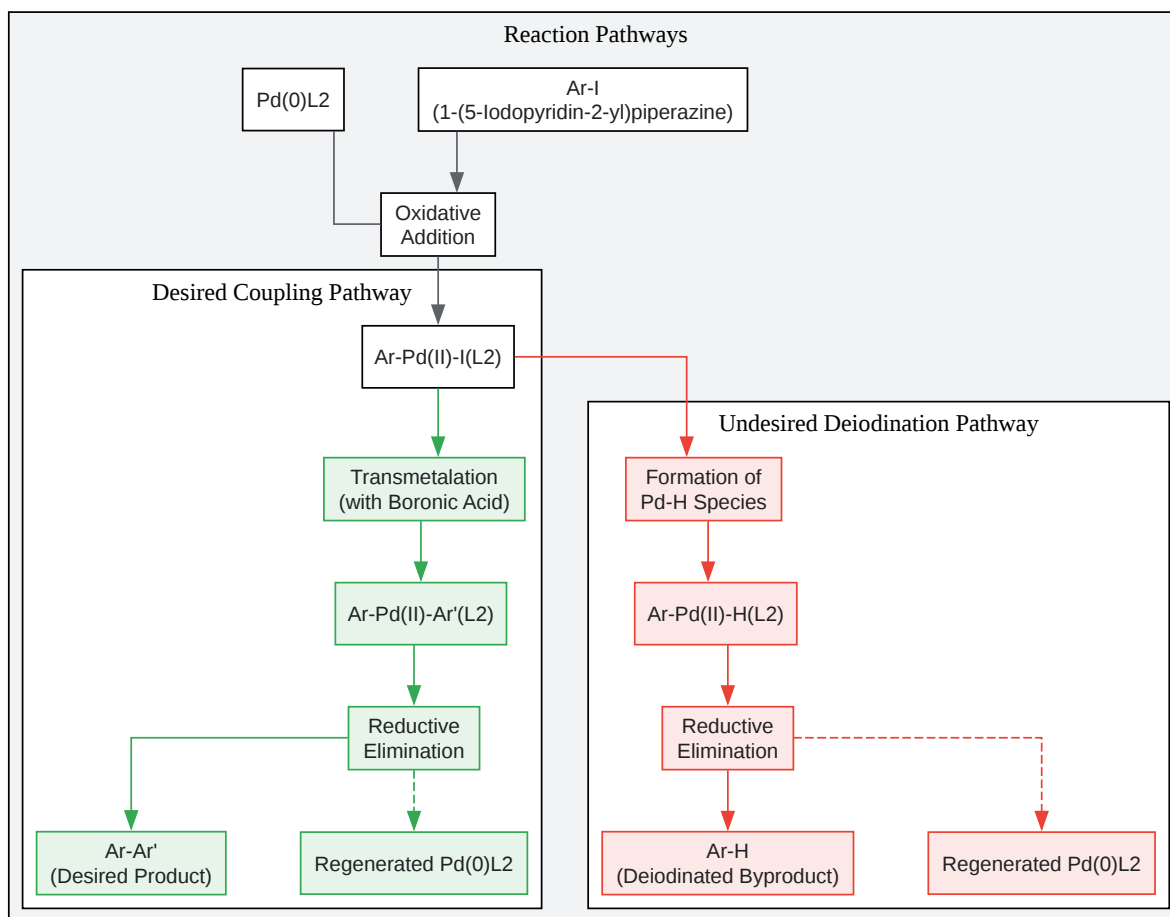 Reaction Pathways
Pd(0)L2
Ar-I
(1-(5-Iodopyridin-2-yl)piperazine)
Oxidative
Addition
Desired Coupling Pathway
Ar-Pd(II)-I(L2)
Transmetalation
(with Boronic Acid)
Ar-Pd(II)-Ar'(L2)
Reductive
Elimination
Ar-Ar'
(Desired Product)
Regenerated Pd(0)L2
Undesired Deiodination Pathway
Formation of
Pd-H Species
Ar-Pd(II)-H(L2)
Reductive
Elimination
Ar-H
(Deiodinated Byproduct)
Regenerated Pd(0)L2